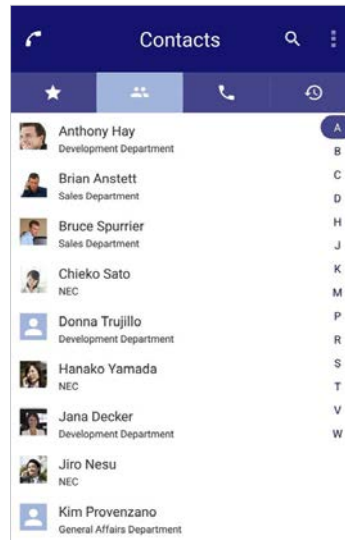 Contacts
Anthony Hay
Development Department
Brian Anstett
Sales Department
Bruce Spurrier
Sales Department
Chieko Sato
NEC
Donna Trujillo
Development Department
Hanako Yamada
NEC
Jana Decker
Development Department
Jiro Nesu
NEC
Kim Provenzano
General Affairs Department
A
B
C
D
H
J
K
M
P
R
S
T
V
W